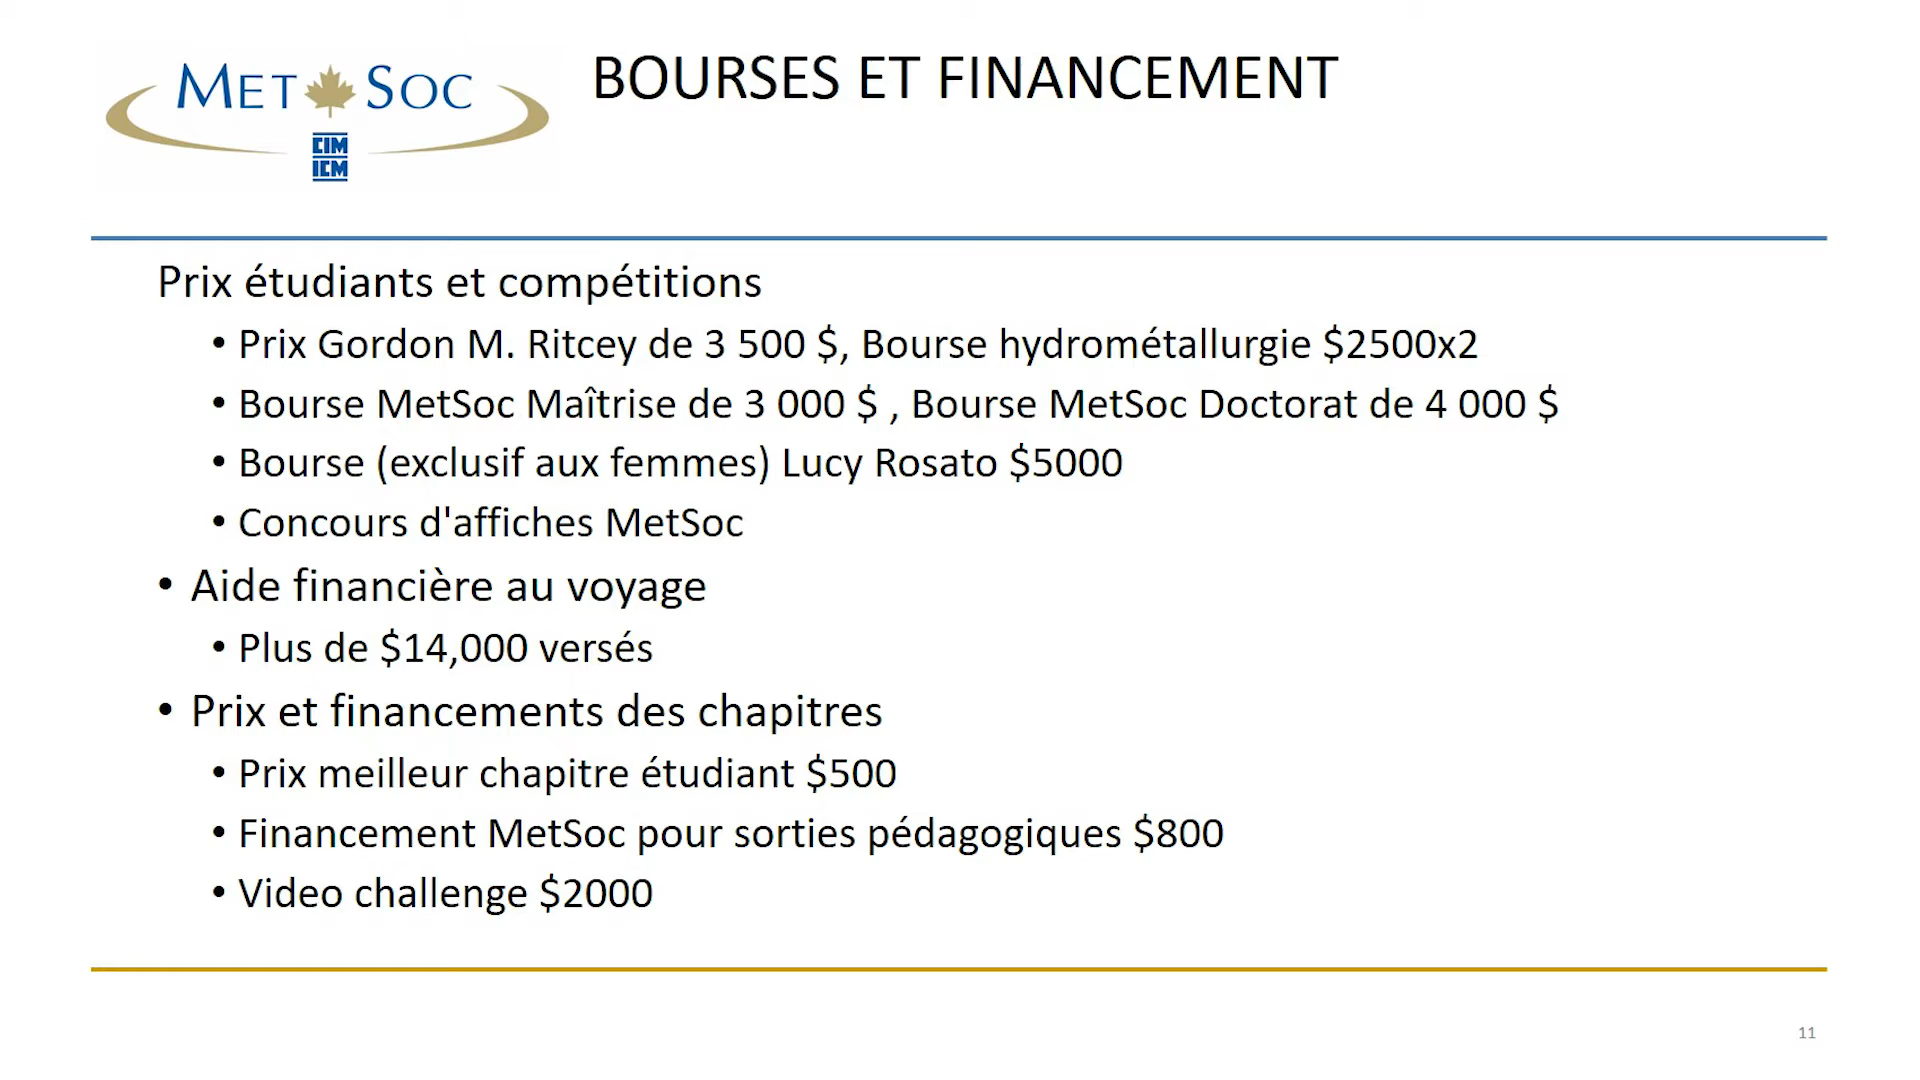 MET SOC
CIM
ICM
BOURSES ET FINANCEMENT
Prix étudiants et compétitions
• Prix Gordon M. Ritcey de 3 500 $, Bourse hydrométallurgie $2500x2
• Bourse MetSoc Maîtrise de 3 000 $ , Bourse MetSoc Doctorat de 4 000 $
• Bourse (exclusif aux femmes) Lucy Rosato $5000
• Concours d'affiches MetSoc
• Aide financière au voyage
• Plus de $14,000 versés
• Prix et financements des chapitres
• Prix meilleur chapitre étudiant $500
• Financement MetSoc pour sorties pédagogiques $800
• Video challenge $2000
11